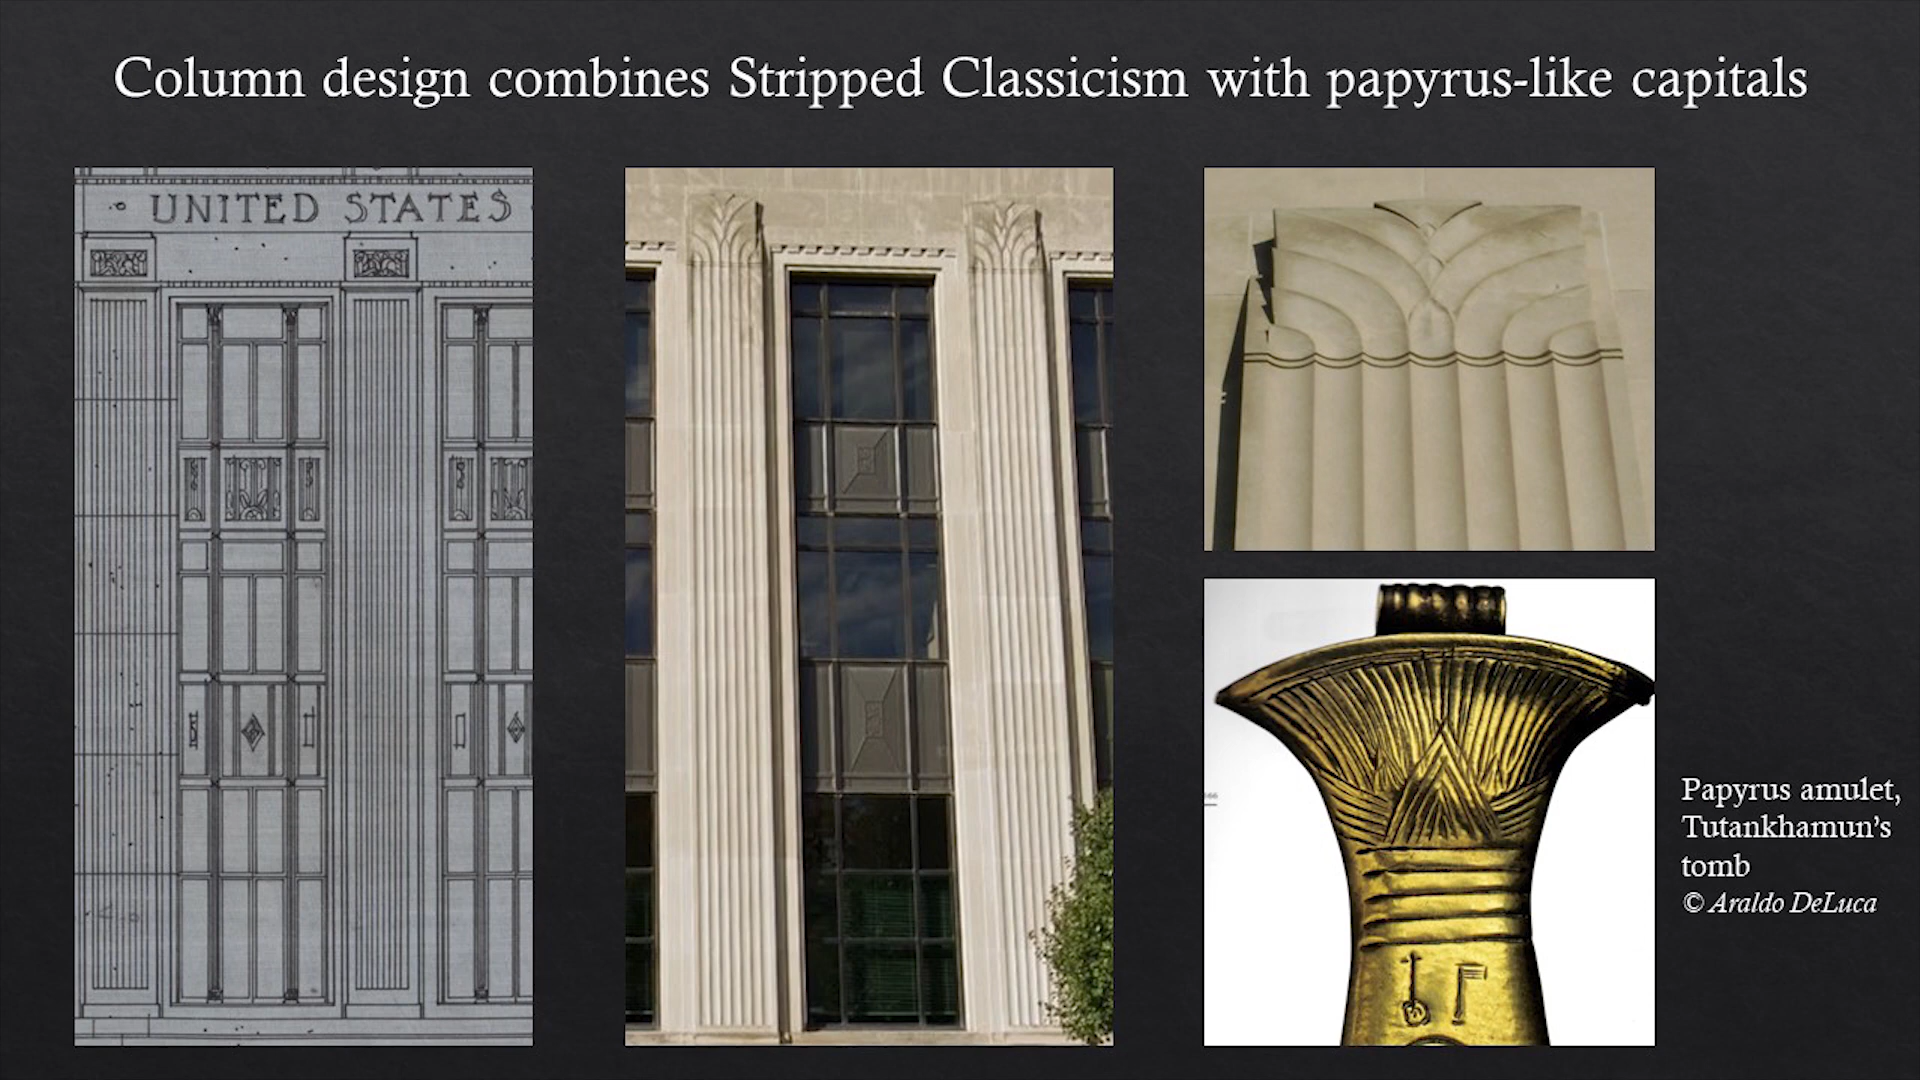 Column design combines Stripped Classicism with papyrus-like capitals
UNITED STATES
Papyrus amulet,
Tutankhamun's
tomb
© Araldo DeLuca